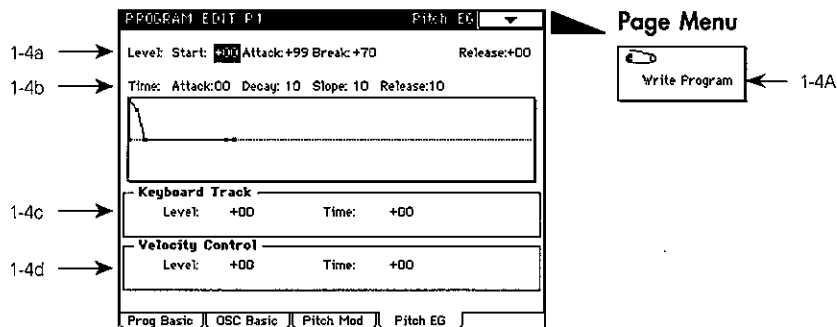 PROGRAM EDIT P1 Pitch EG
Page Menu
1-4a
Level: Start: +00 Attack:+99 Break:+70 Release:+00
Write Program
1-4A
1-4b
Time: Attack:00 Decay: 10 Slope: 10 Release:10
Keyboard Track
1-4c
Level: +00 Time: +00
Velocity Control
1-4d
Level: +00 Time: +00
Prog Basic OSC Basic Pitch Mod Pitch EG